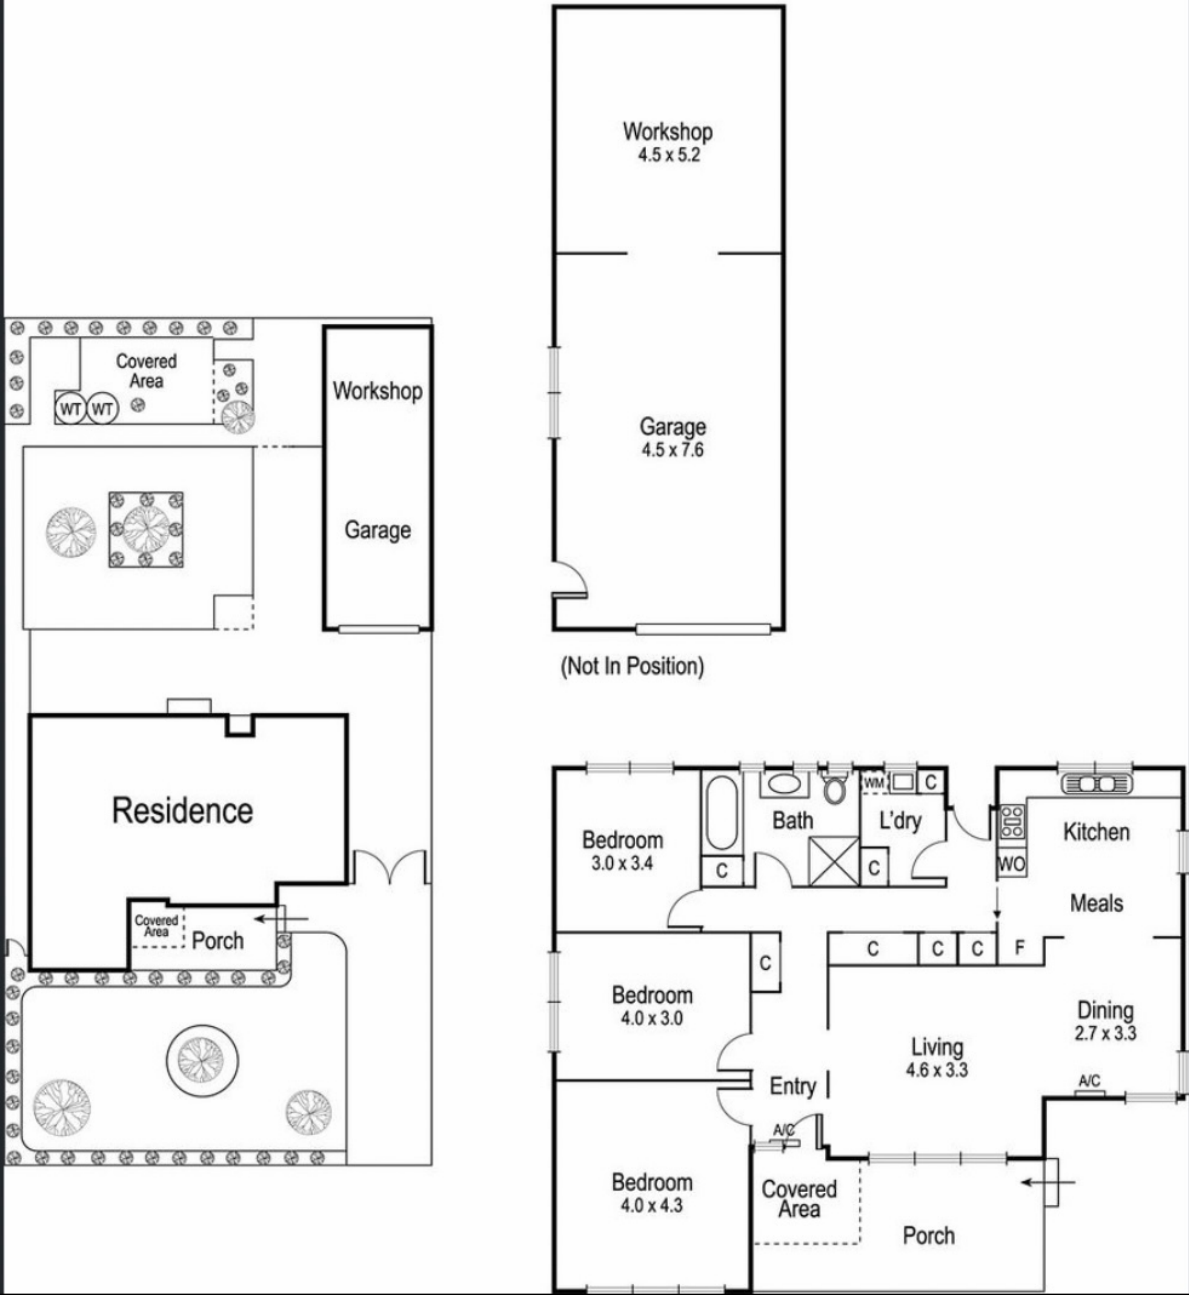 Workshop
4.5 x 5.2
Garage
4.5 x 7.6
(Not In Position)
Covered
Area
WT WT
Workshop
Garage
Residence
Covered
Area
Porch
Bedroom
3.0 x 3.4
C
Bath
WM
C
L'dry
C
WO
Kitchen
Meals
C
C
C
C
F
Bedroom
4.0 x 3.0
Dining
2.7 x 3.3
Living
4.6 x 3.3
A/C
Entry
A/C
Bedroom
4.0 x 4.3
Covered
Area
Porch